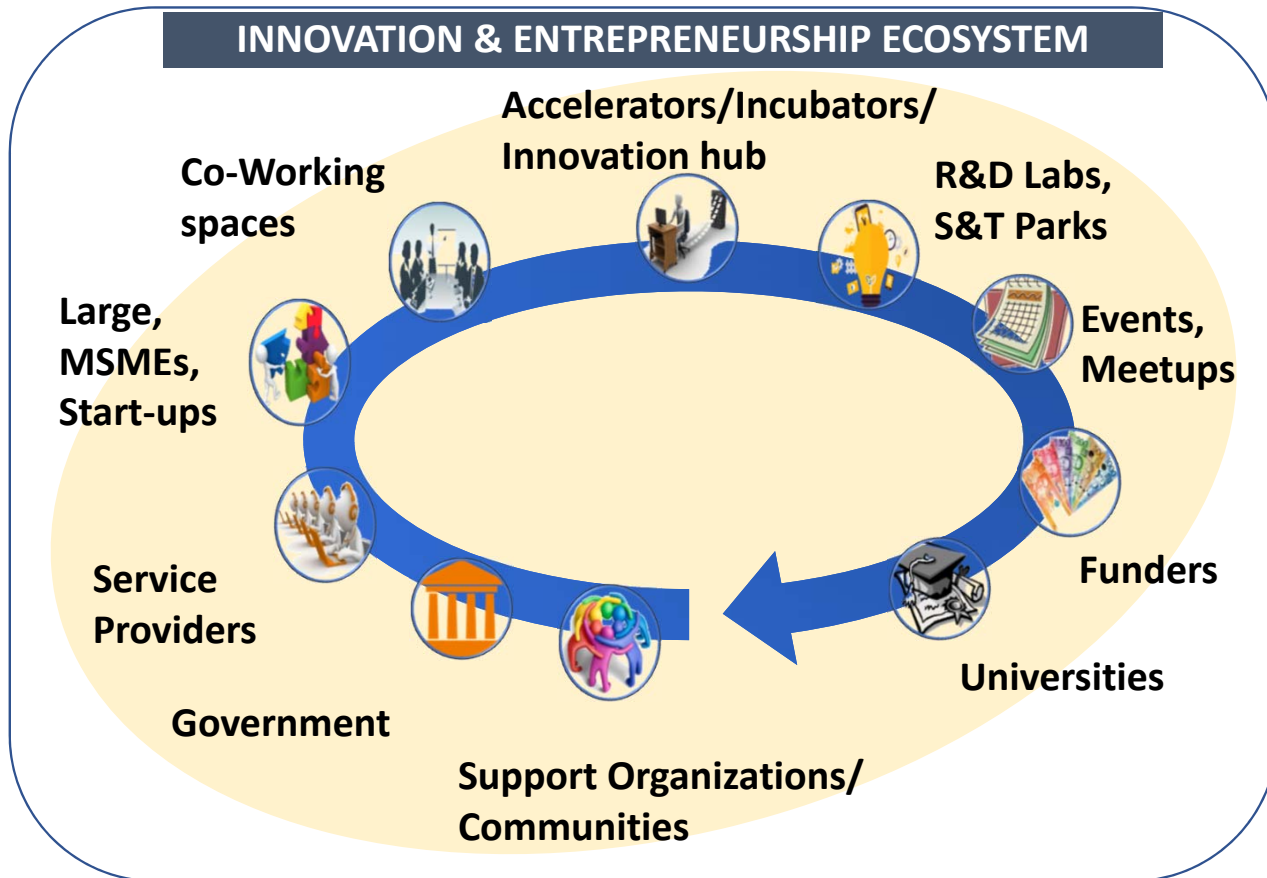 INNOVATION & ENTREPRENEURSHIP ECOSYSTEM
Accelerators/Incubators/
Innovation hub
Co-Working
spaces
R&D Labs,
S&T Parks
Large,
MSMEs,
Start-ups
Events,
Meetups
Service
Providers
Funders
Universities
Government
Support Organizations/
Communities